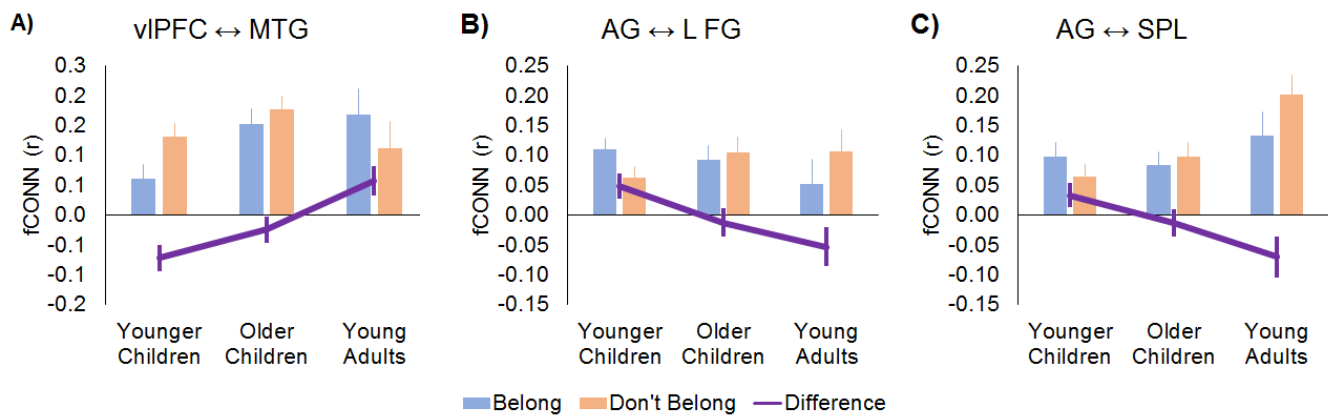 A) vlPFC ↔ MTG
fCONN (r)
0.3
0.2
0.2
0.1
0.1
0.0
-0.1
-0.1
-0.2
Younger Children
Older Children
Young Adults
B) AG ↔ L FG
fCONN (r)
0.25
0.20
0.15
0.10
0.05
0.00
-0.05
-0.10
-0.15
Younger Children
Older Children
Young Adults
C) AG ↔ SPL
fCONN (r)
0.25
0.20
0.15
0.10
0.05
0.00
-0.05
-0.10
-0.15
Younger Children
Older Children
Young Adults
Belong Don't Belong Difference